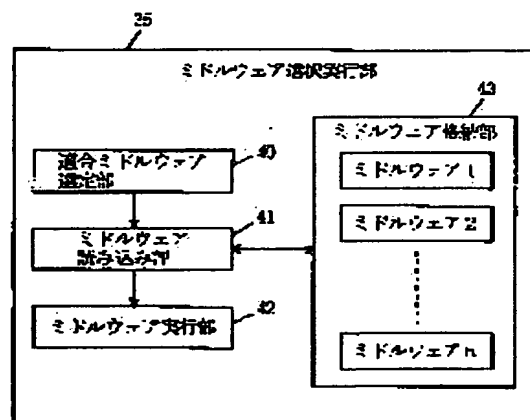 25
ミドルウェア選択実行部
43
ミドルウェア格納部
適合ミドルウェア
選定部
40
ミドルウェア1
ミドルウェア
読み込み部
41
ミドルウェア2
ミドルウェア実行部
42
ミドルウェアn